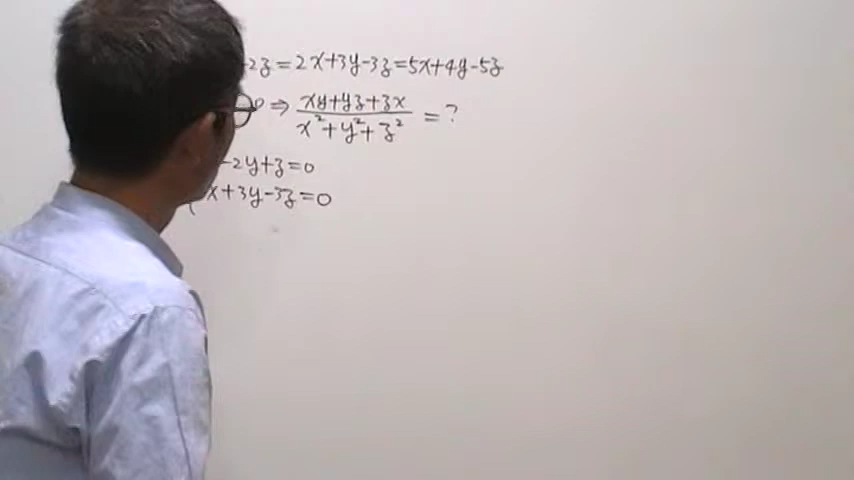 -2z = 2x+3y-3z = 5x+4y-5z
0 ⇒ (xy+yz+zx)/(x²+y²+z²) = ?
-2y+z=0
x+3y-3z=0